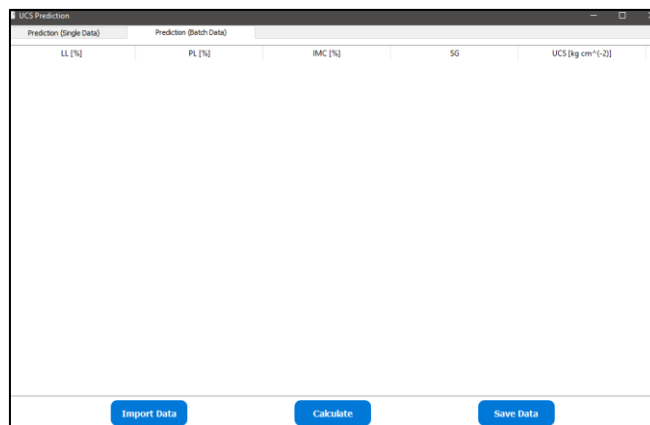 UCS Prediction
Prediction (Single Data) Prediction (Batch Data)
LL [%] PL [%] IMC [%] SG UCS [kg cm^(-2)]
Import Data Calculate Save Data